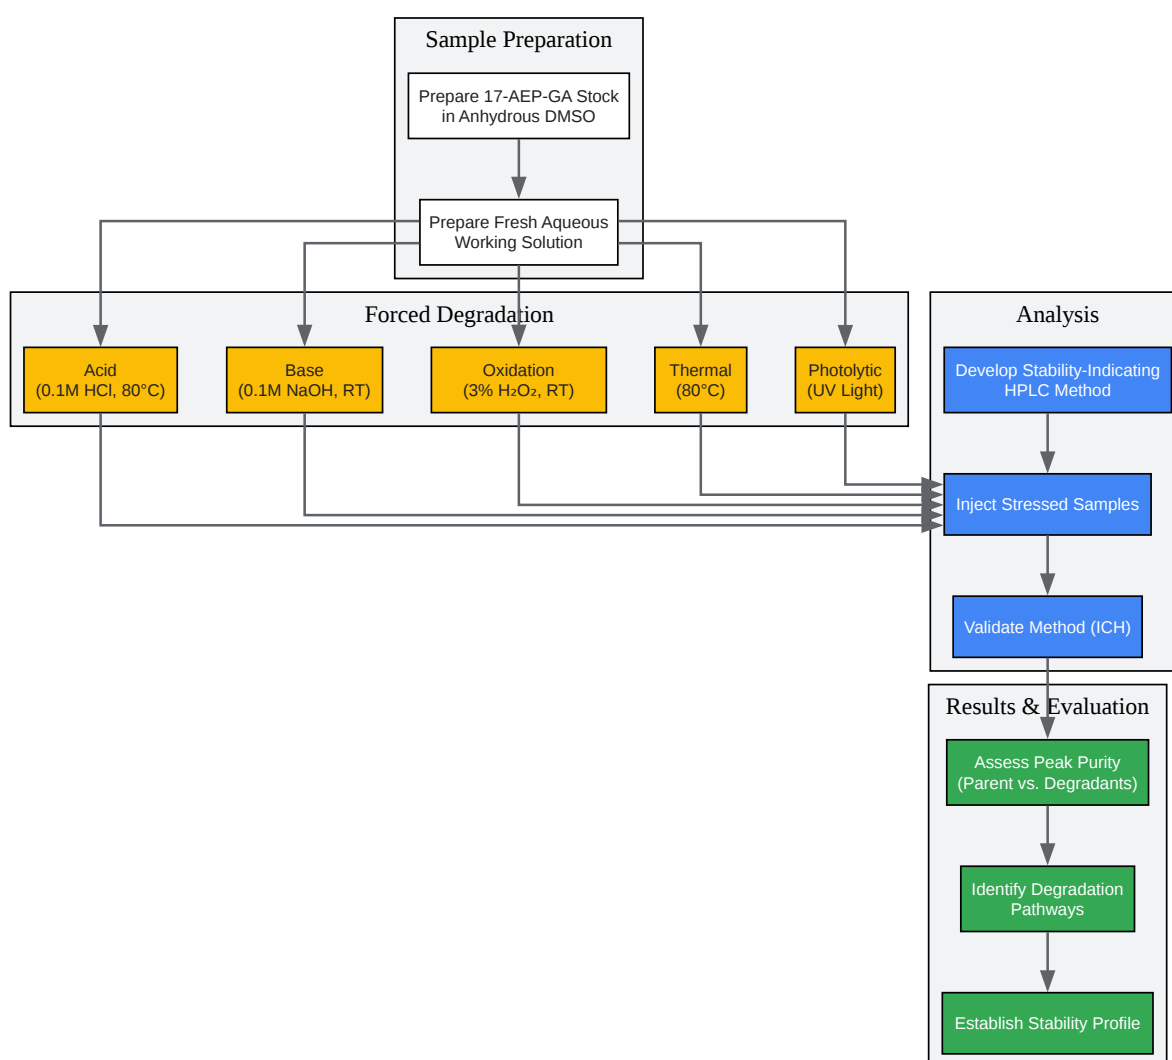 Sample Preparation
Prepare 17-AEP-GA Stock
in Anhydrous DMSO
Prepare Fresh Aqueous
Working Solution
Forced Degradation
Acid
(0.1M HCl, 80°C)
Base
(0.1M NaOH, RT)
Oxidation
(3% H₂O₂, RT)
Thermal
(80°C)
Photolytic
(UV Light)
Analysis
Develop Stability-Indicating
HPLC Method
Inject Stressed Samples
Validate Method (ICH)
Results & Evaluation
Assess Peak Purity
(Parent vs. Degradants)
Identify Degradation
Pathways
Establish Stability Profile